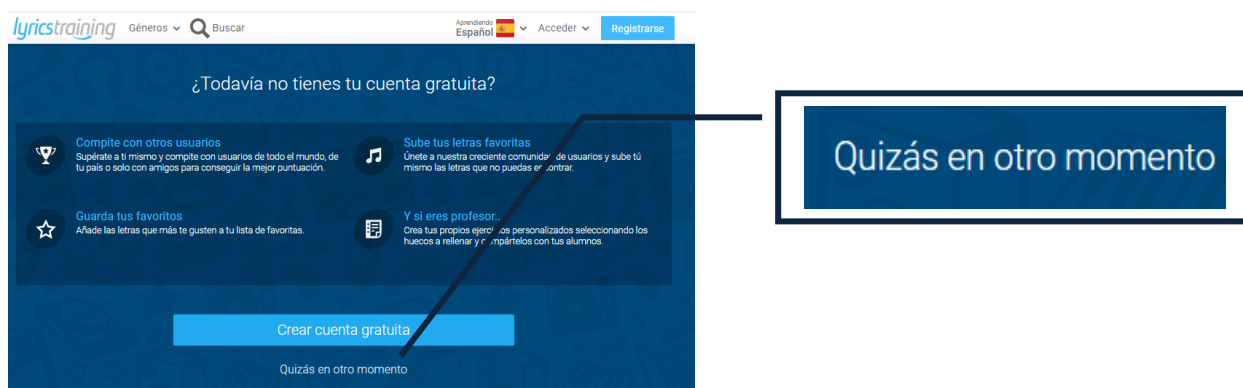 lyricstraining Géneros Buscar Aprendiendo Español Acceder Registrarse
¿Todavía no tienes tu cuenta gratuita?
Compite con otros usuarios
Supérate a ti mismo y compite con usuarios de todo el mundo, de
tu país o solo con amigos para conseguir la mejor puntuación.
Sube tus letras favoritas
Únete a nuestra creciente comunidad de usuarios y sube tú
mismo las letras que no puedas encontrar.
Guarda tus favoritos
Añade las letras que más te gusten a tu lista de favoritas.
Y si eres profesor..
Crea tus propios ejercicios personalizados seleccionando los
huecos a rellenar y compártelos con tus alumnos.
Crear cuenta gratuita
Quizás en otro momento
Quizás en otro momento